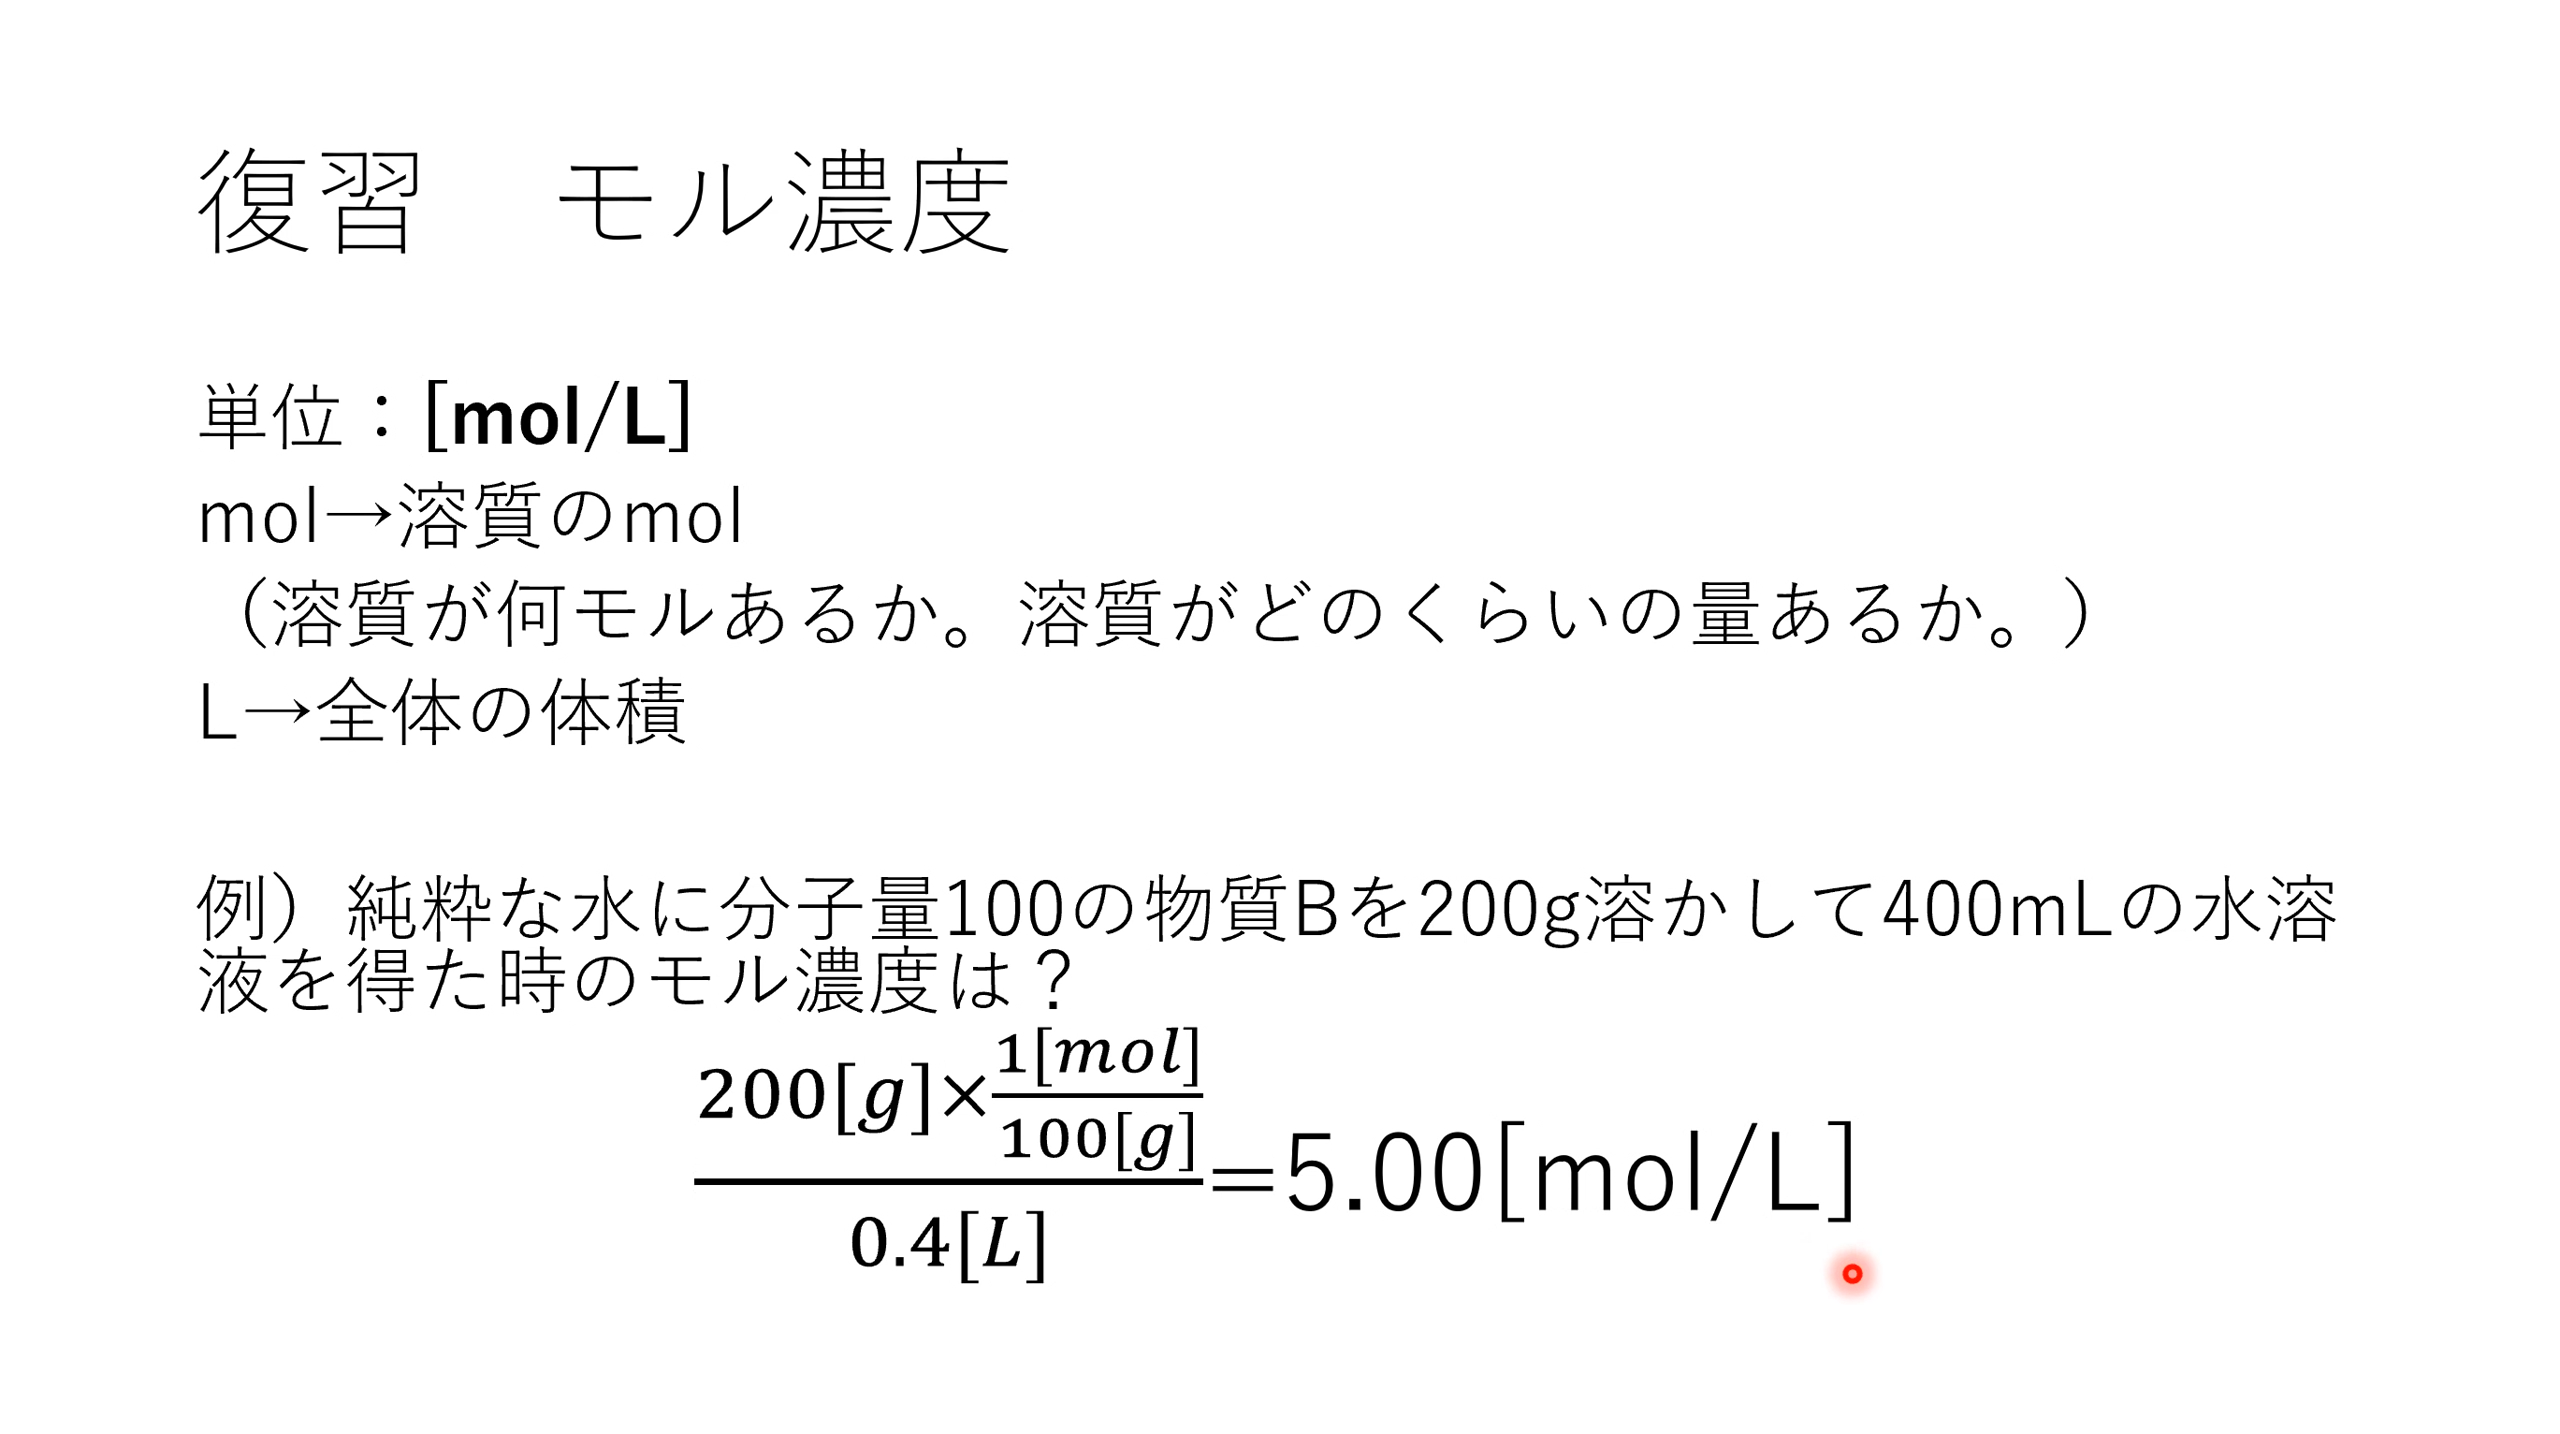 復習　モル濃度
単位：[mol/L]
mol→溶質のmol
（溶質が何モルあるか。溶質がどのくらいの量あるか。）
L→全体の体積
例）純粋な水に分子量100の物質Bを200g溶かして400mLの水溶
液を得た時のモル濃度は？
200[g]×1[mol]/100[g]
0.4[L]
=5.00[mol/L]